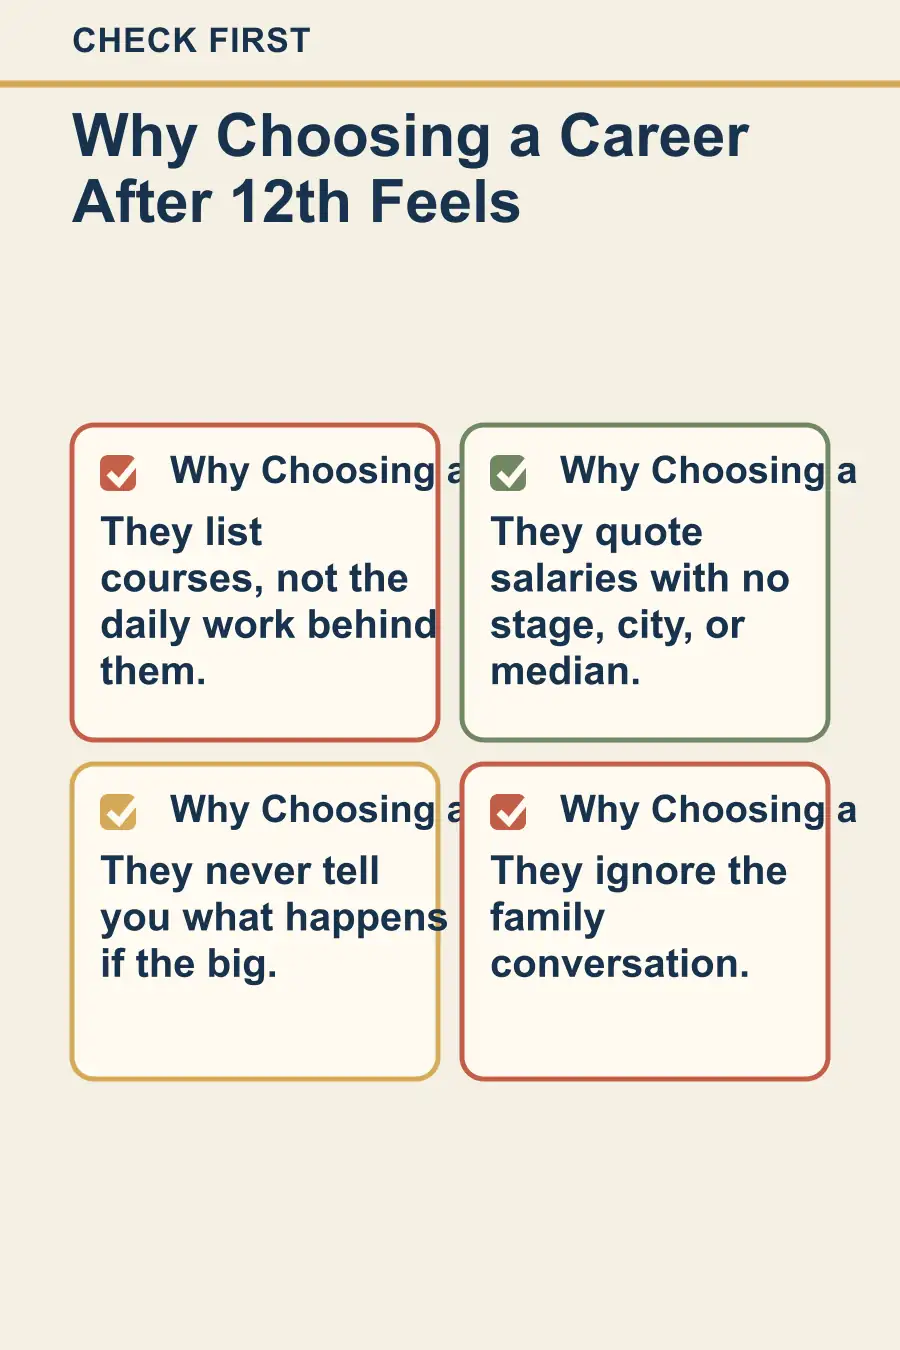 CHECK FIRST
Why Choosing a Career
After 12th Feels
Why Choosing a
They list
courses, not the
daily work behind
them.
Why Choosing a
They quote
salaries with no
stage, city, or
median.
Why Choosing a
They never tell
you what happens
if the big.
Why Choosing a
They ignore the
family
conversation.